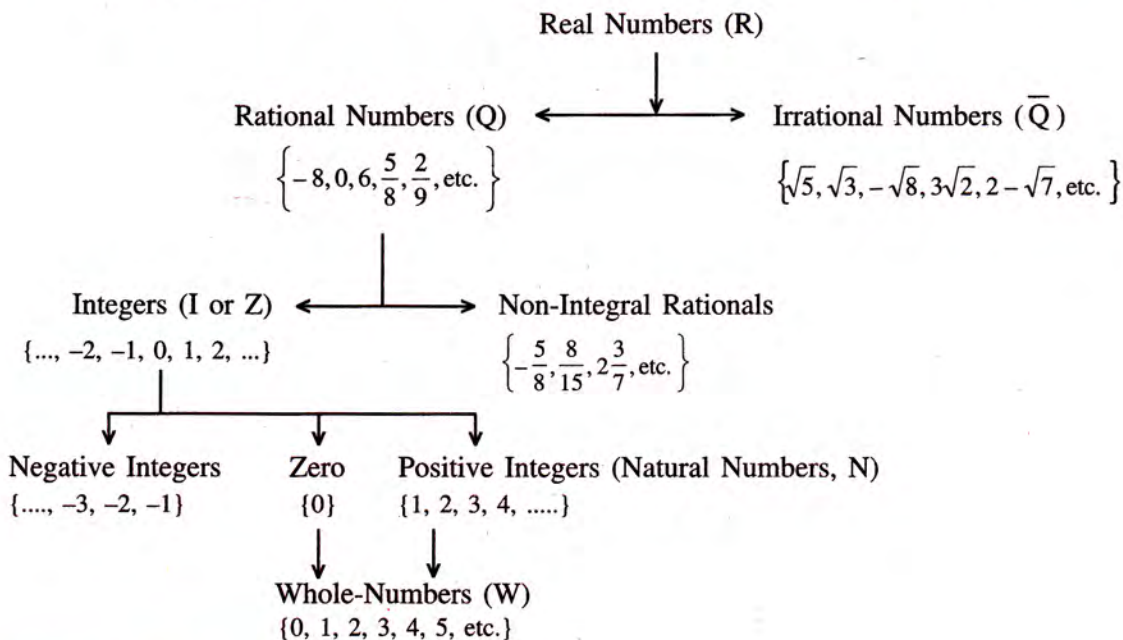 Real Numbers (R)
Rational Numbers (Q)
Irrational Numbers (Q̅)
{−8, 0, 6, 5/8, 2/9, etc.}
{√5, √3, −√8, 3√2, 2 − √7, etc.}
Integers (I or Z)
Non-Integral Rationals
{..., –2, –1, 0, 1, 2, ...}
{−5/8, 8/15, 2 3/7, etc.}
Negative Integers
Zero
Positive Integers (Natural Numbers, N)
{...., –3, –2, –1}
{0}
{1, 2, 3, 4, .....}
Whole-Numbers (W)
{0, 1, 2, 3, 4, 5, etc.}